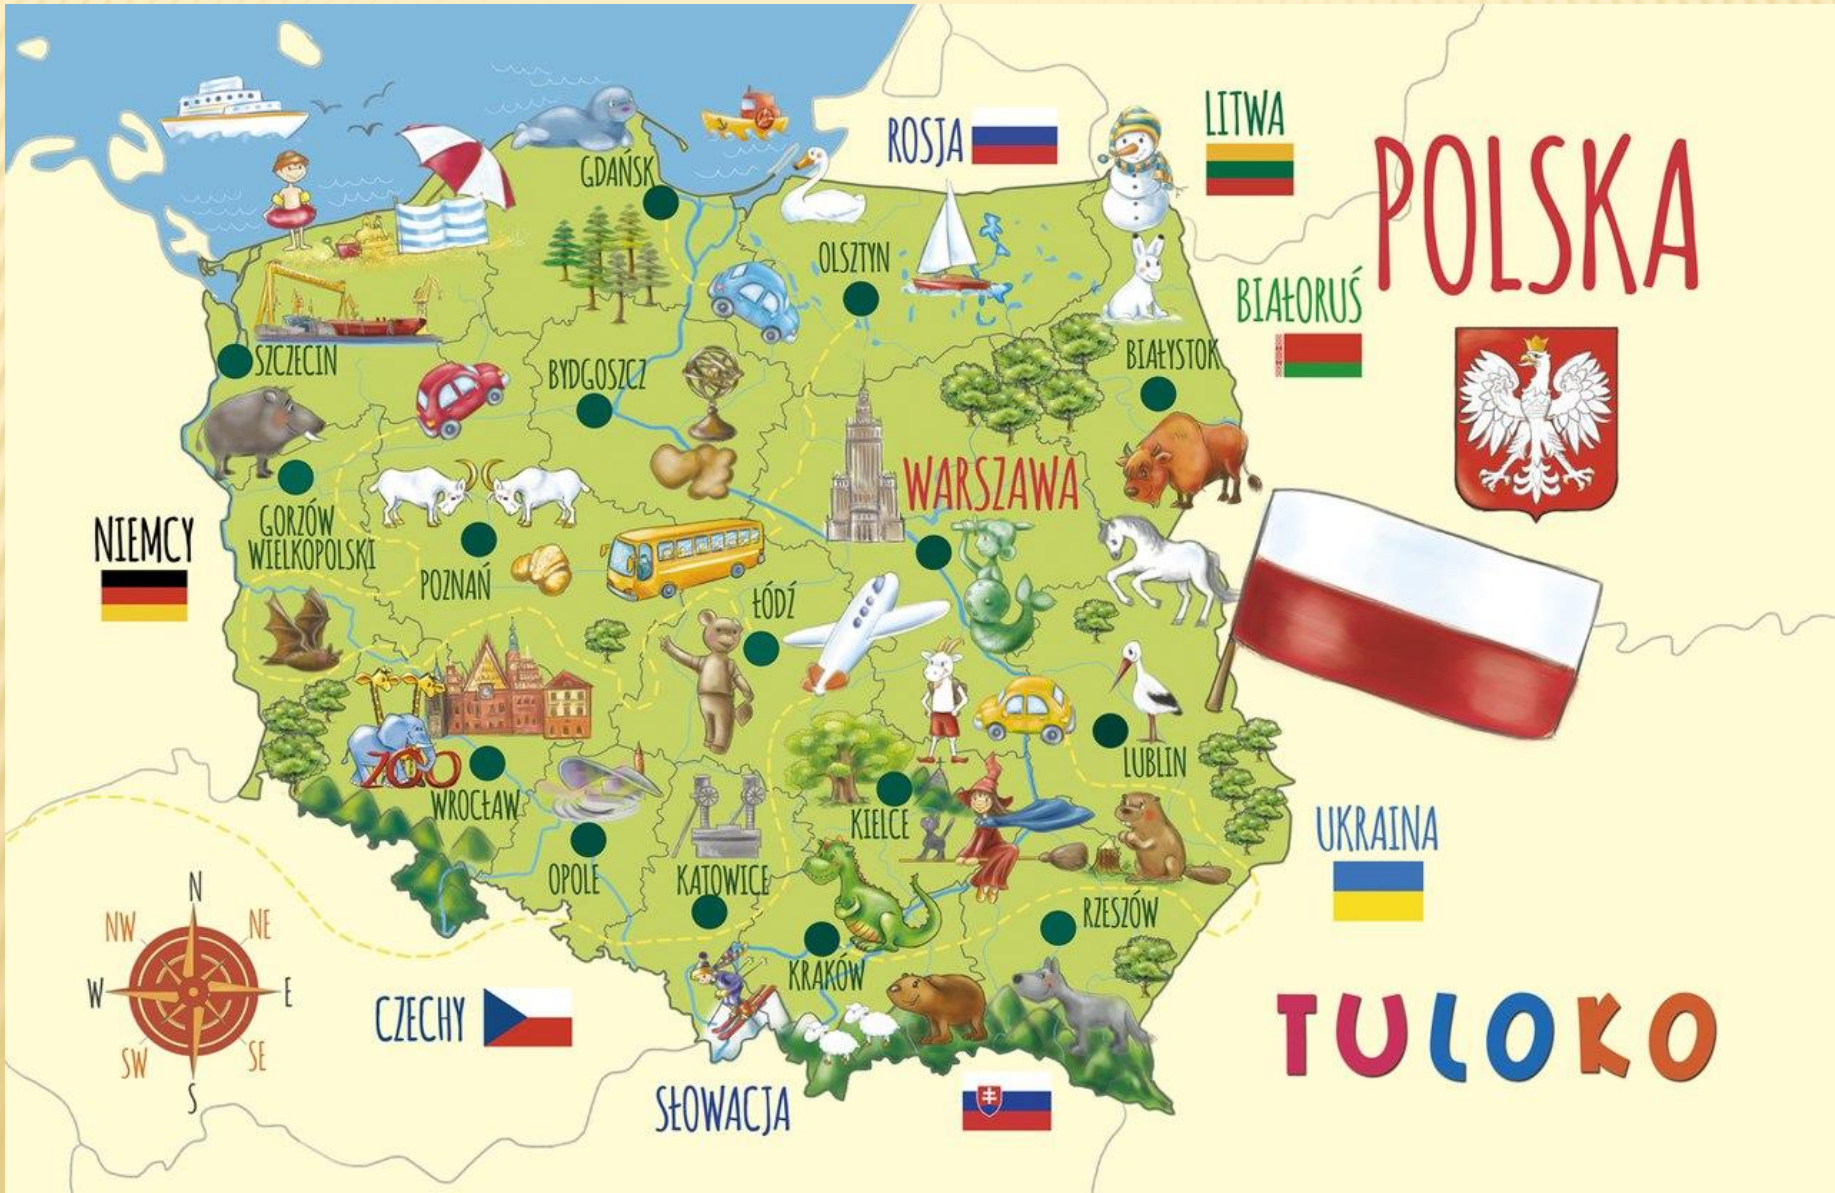 LITWA
ROSJA
POLSKA
GDAŃSK
OLSZTYN
BIAŁORUŚ
SZCZECIN
BYDGOSZCZ
BIAŁYSTOK
WARSZAWA
NIEMCY
GORZÓW
WIELKOPOLSKI
POZNAŃ
ŁÓDŹ
ZOO
WROCŁAW
LUBLIN
KIELCE
UKRAINA
OPOLE
KATOWICE
RZESZÓW
KRAKÓW
N
NW
NE
W
E
SW
SE
S
CZECHY
SŁOWACJA
TULOKO